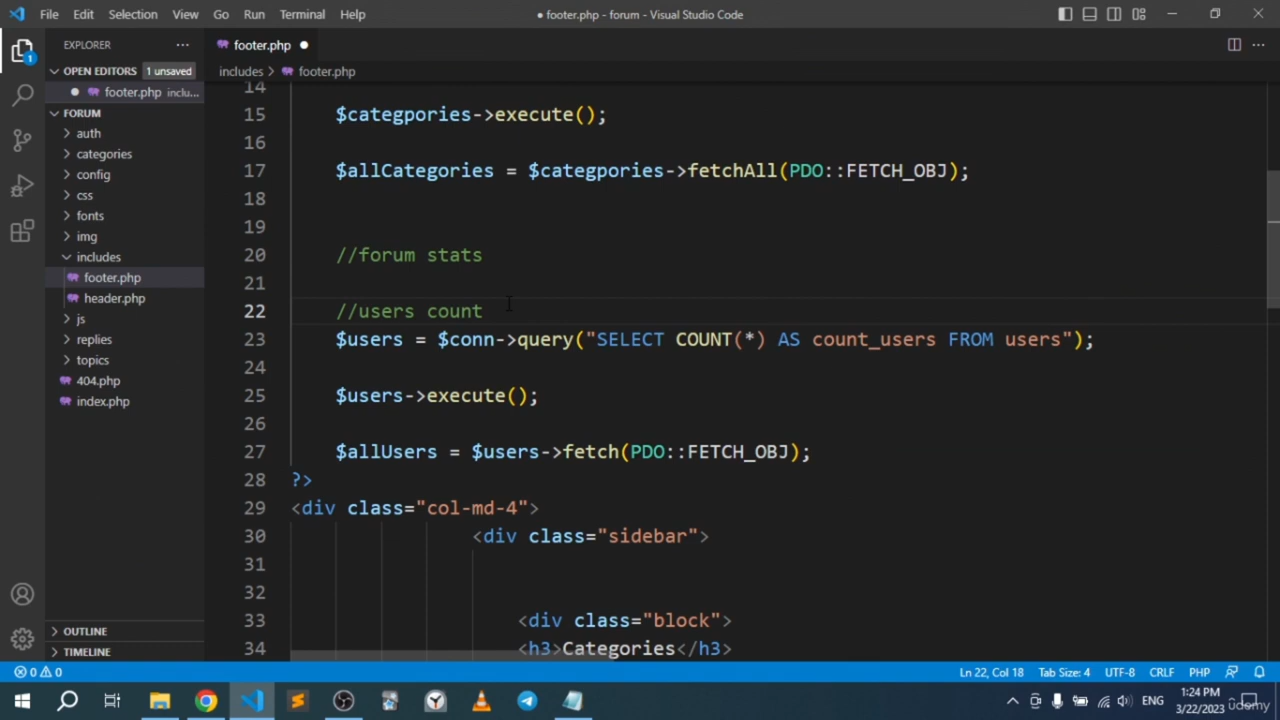 File Edit Selection View Go Run Terminal Help ● footer.php - forum - Visual Studio Code
EXPLORER ··· footer.php ●
OPEN EDITORS 1 unsaved includes > footer.php
● footer.php inclu...
FORUM
auth
categories
config
css
fonts
img
includes
footer.php
header.php
js
replies
topics
404.php
index.php
OUTLINE
TIMELINE
14
15 $categpories->execute();
16
17 $allCategories = $categpories->fetchAll(PDO::FETCH_OBJ);
18
19
20 //forum stats
21
22 //users count
23 $users = $conn->query("SELECT COUNT(*) AS count_users FROM users");
24
25 $users->execute();
26
27 $allUsers = $users->fetch(PDO::FETCH_OBJ);
28 ?>
29 <div class="col-md-4">
30 <div class="sidebar">
31
32
33 <div class="block">
34 <h3>Categories</h3>
1
0 0 Ln 22, Col 18 Tab Size: 4 UTF-8 CRLF PHP
ENG 1:24 PM
3/22/2023
udemy